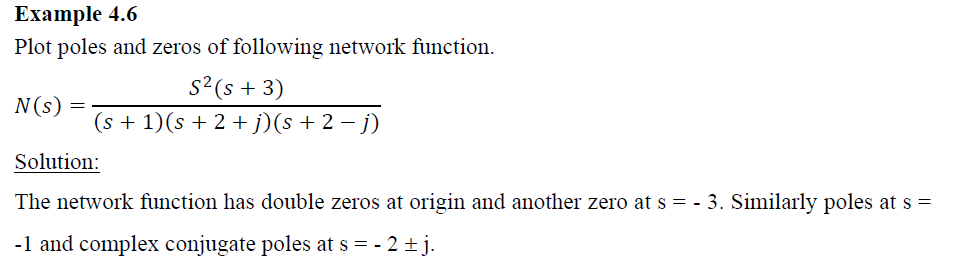 Example 4.6
Plot poles and zeros of following network function.
N(s) = S²(s + 3) / (s + 1)(s + 2 + j)(s + 2 − j)
Solution:
The network function has double zeros at origin and another zero at s = - 3. Similarly poles at s =
-1 and complex conjugate poles at s = - 2 ± j.